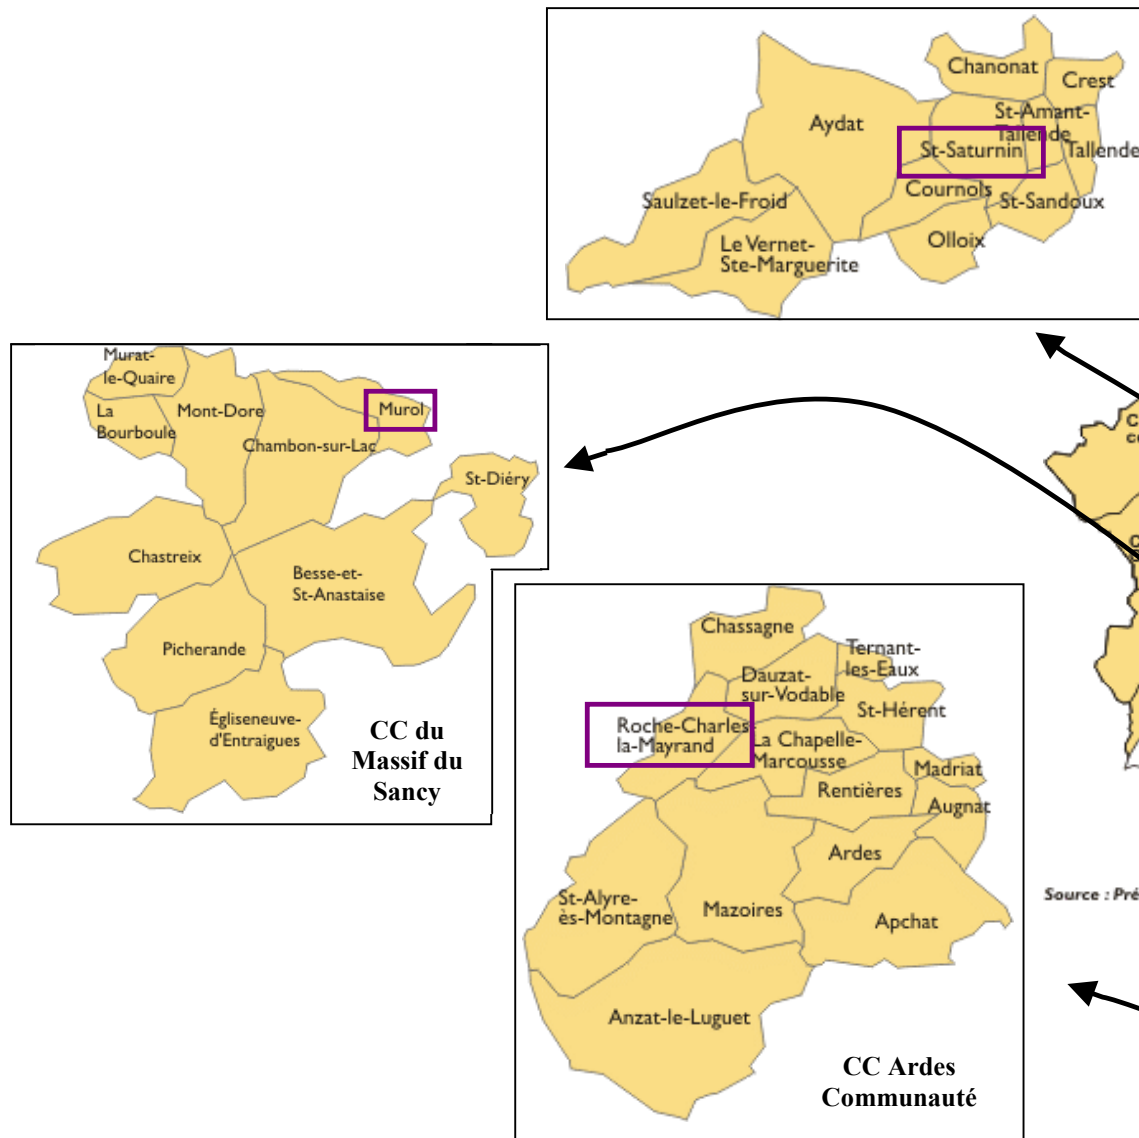 Chanonat
Crest
Aydat
St-Amant-
Tallende
St-Saturnin
Tallende
Cournols
Saulzet-le-Froid
St-Sandoux
Olloix
Le Vernet-
Ste-Marguerite
Murat-
le-Quaire
La
Bourboule
Mont-Dore
Murol
Chambon-sur-Lac
St-Diéry
Chastreix
Besse-et-
St-Anastaise
Picherande
Égliseneuve-
d'Entraigues
CC du
Massif du
Sancy
Chassagne
Ternant-
les-Eaux
Dauzat-
sur-Vodable
St-Hérent
Roche-Charles-
la-Mayrand
La Chapelle-
Marcousse
Madriat
Rentières
Augnat
Ardes
St-Alyre-
ès-Montagne
Mazoires
Apchat
Anzat-le-Luguet
CC Ardes
Communauté
Source : Pré